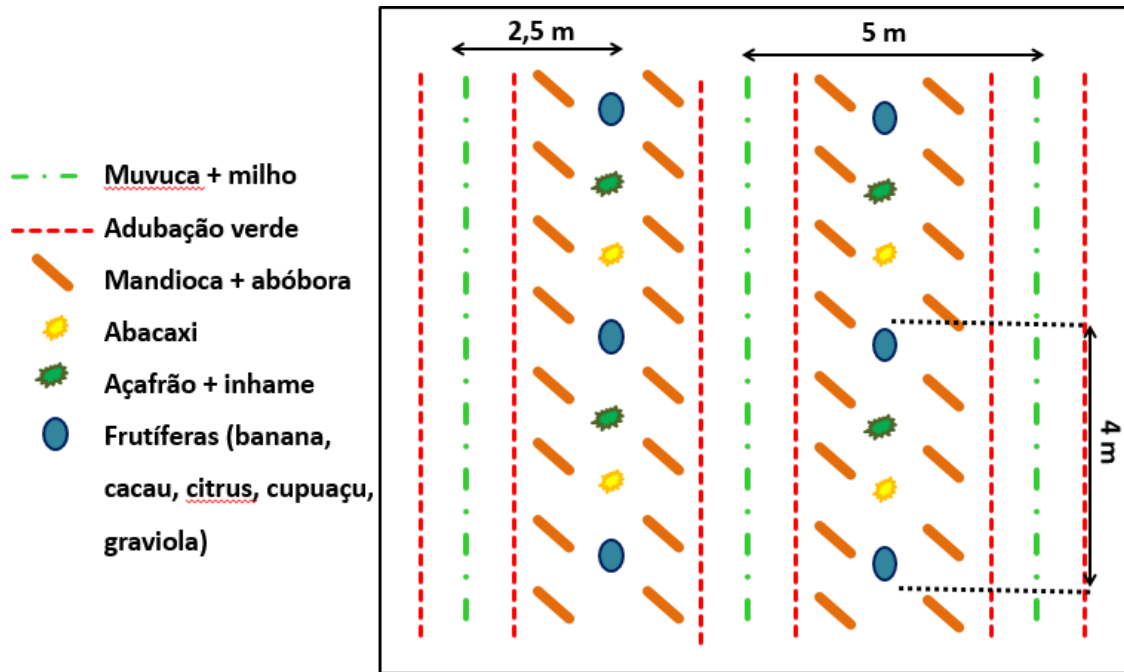 2,5 m
5 m
Muvuca + milho
Adubação verde
Mandioca + abóbora
Abacaxi
Açafrão + inhame
Frutíferas (banana,
cacau, citrus, cupuaçu,
graviola)
4 m